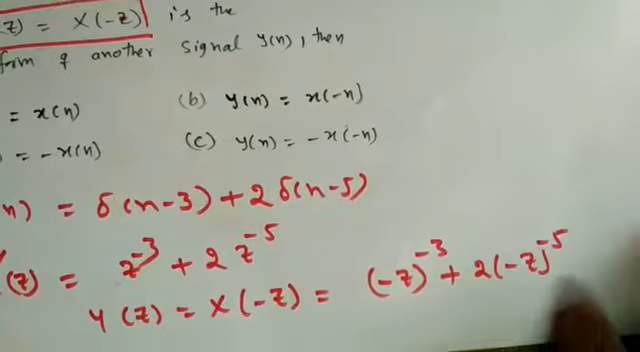 z) = X(-z) is the
form of another signal y(n), then
= x(n) (b) y(n) = x(-n)
= -x(n) (c) y(n) = -x(-n)
n) = δ(n-3) + 2δ(n-5)
(z) = z^-3 + 2z^-5
Y(z) = X(-z) = (-z)^-3 + 2(-z)^-5